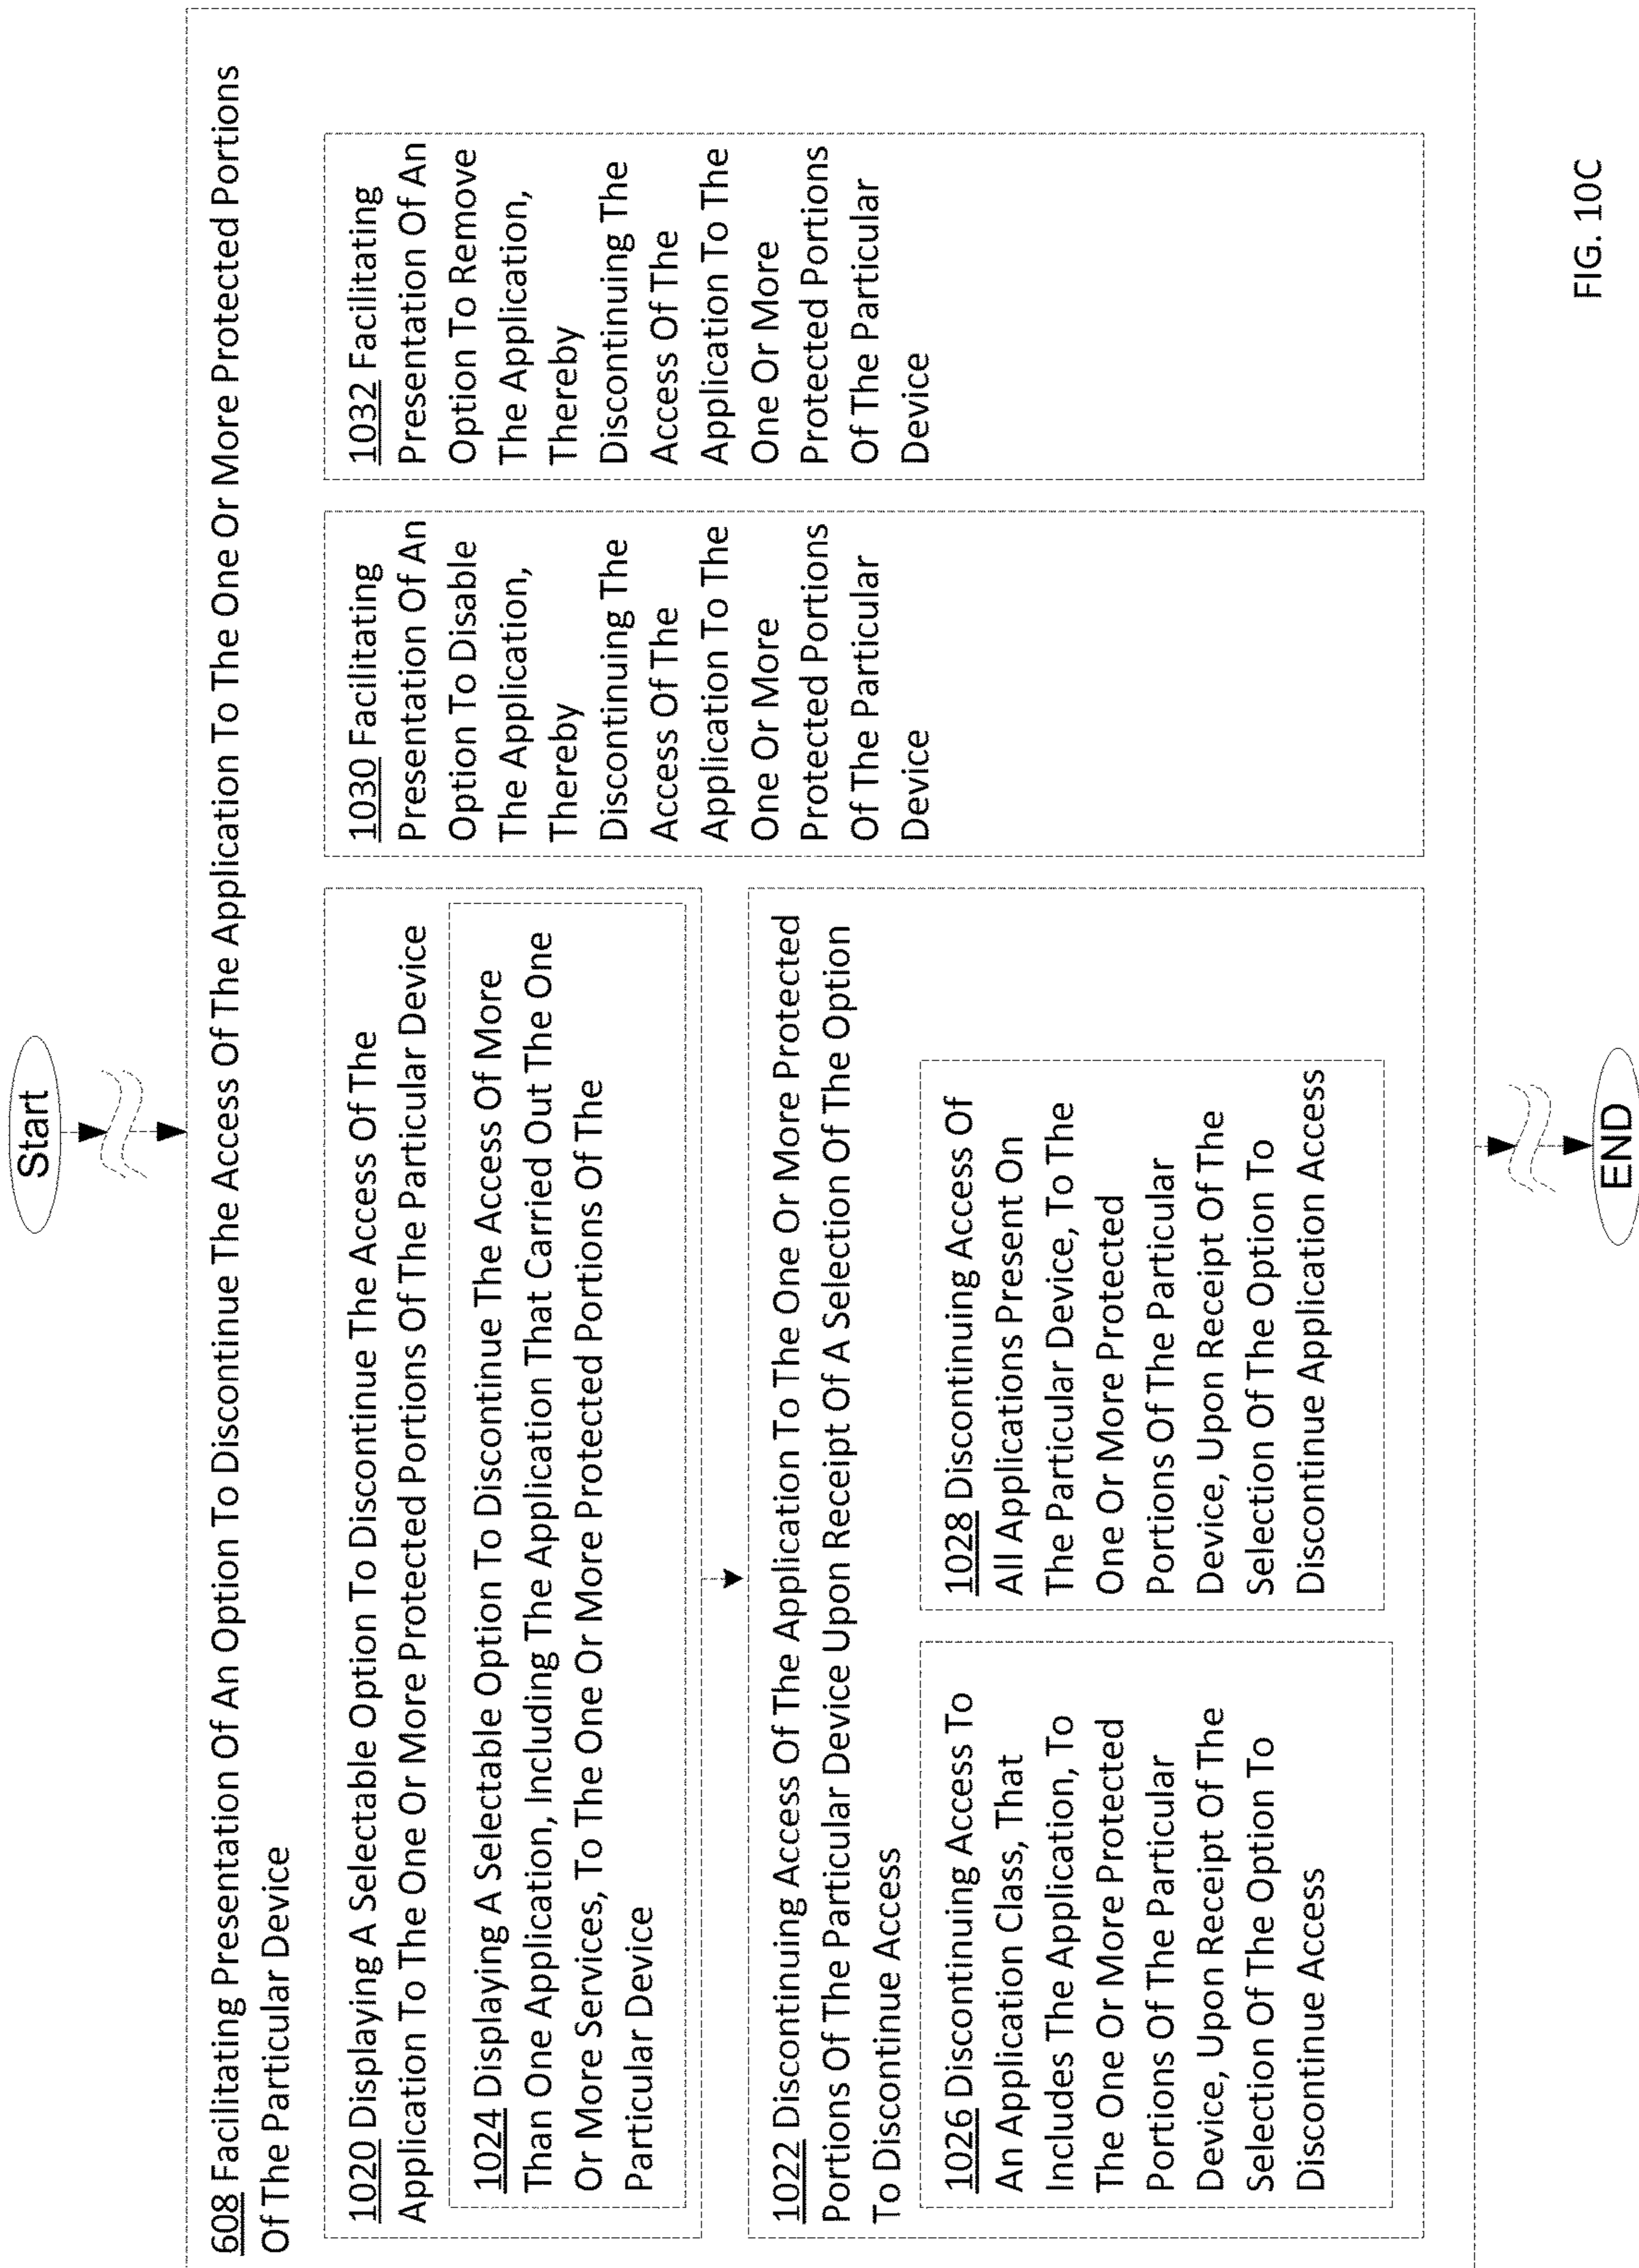 Start
608 Facilitating Presentation Of An Option To Discontinue The Access Of The Application To The One Or More Protected Portions
Of The Particular Device
1020 Displaying A Selectable Option To Discontinue The Access Of The
Application To The One Or More Protected Portions Of The Particular Device
1024 Displaying A Selectable Option To Discontinue The Access Of More
Than One Application, Including The Application That Carried Out The One
Or More Services, To The One Or More Protected Portions Of The
Particular Device
1022 Discontinuing Access Of The Application To The One Or More Protected
Portions Of The Particular Device Upon Receipt Of A Selection Of The Option
To Discontinue Access
1026 Discontinuing Access To
An Application Class, That
Includes The Application, To
The One Or More Protected
Portions Of The Particular
Device, Upon Receipt Of The
Selection Of The Option To
Discontinue Access
1028 Discontinuing Access Of
All Applications Present On
The Particular Device, To The
One Or More Protected
Portions Of The Particular
Device, Upon Receipt Of The
Selection Of The Option To
Discontinue Application Access
1030 Facilitating
Presentation Of An
Option To Disable
The Application,
Thereby
Discontinuing The
Access Of The
Application To The
One Or More
Protected Portions
Of The Particular
Device
1032 Facilitating
Presentation Of An
Option To Remove
The Application,
Thereby
Discontinuing The
Access Of The
Application To The
One Or More
Protected Portions
Of The Particular
Device
END
FIG. 10C